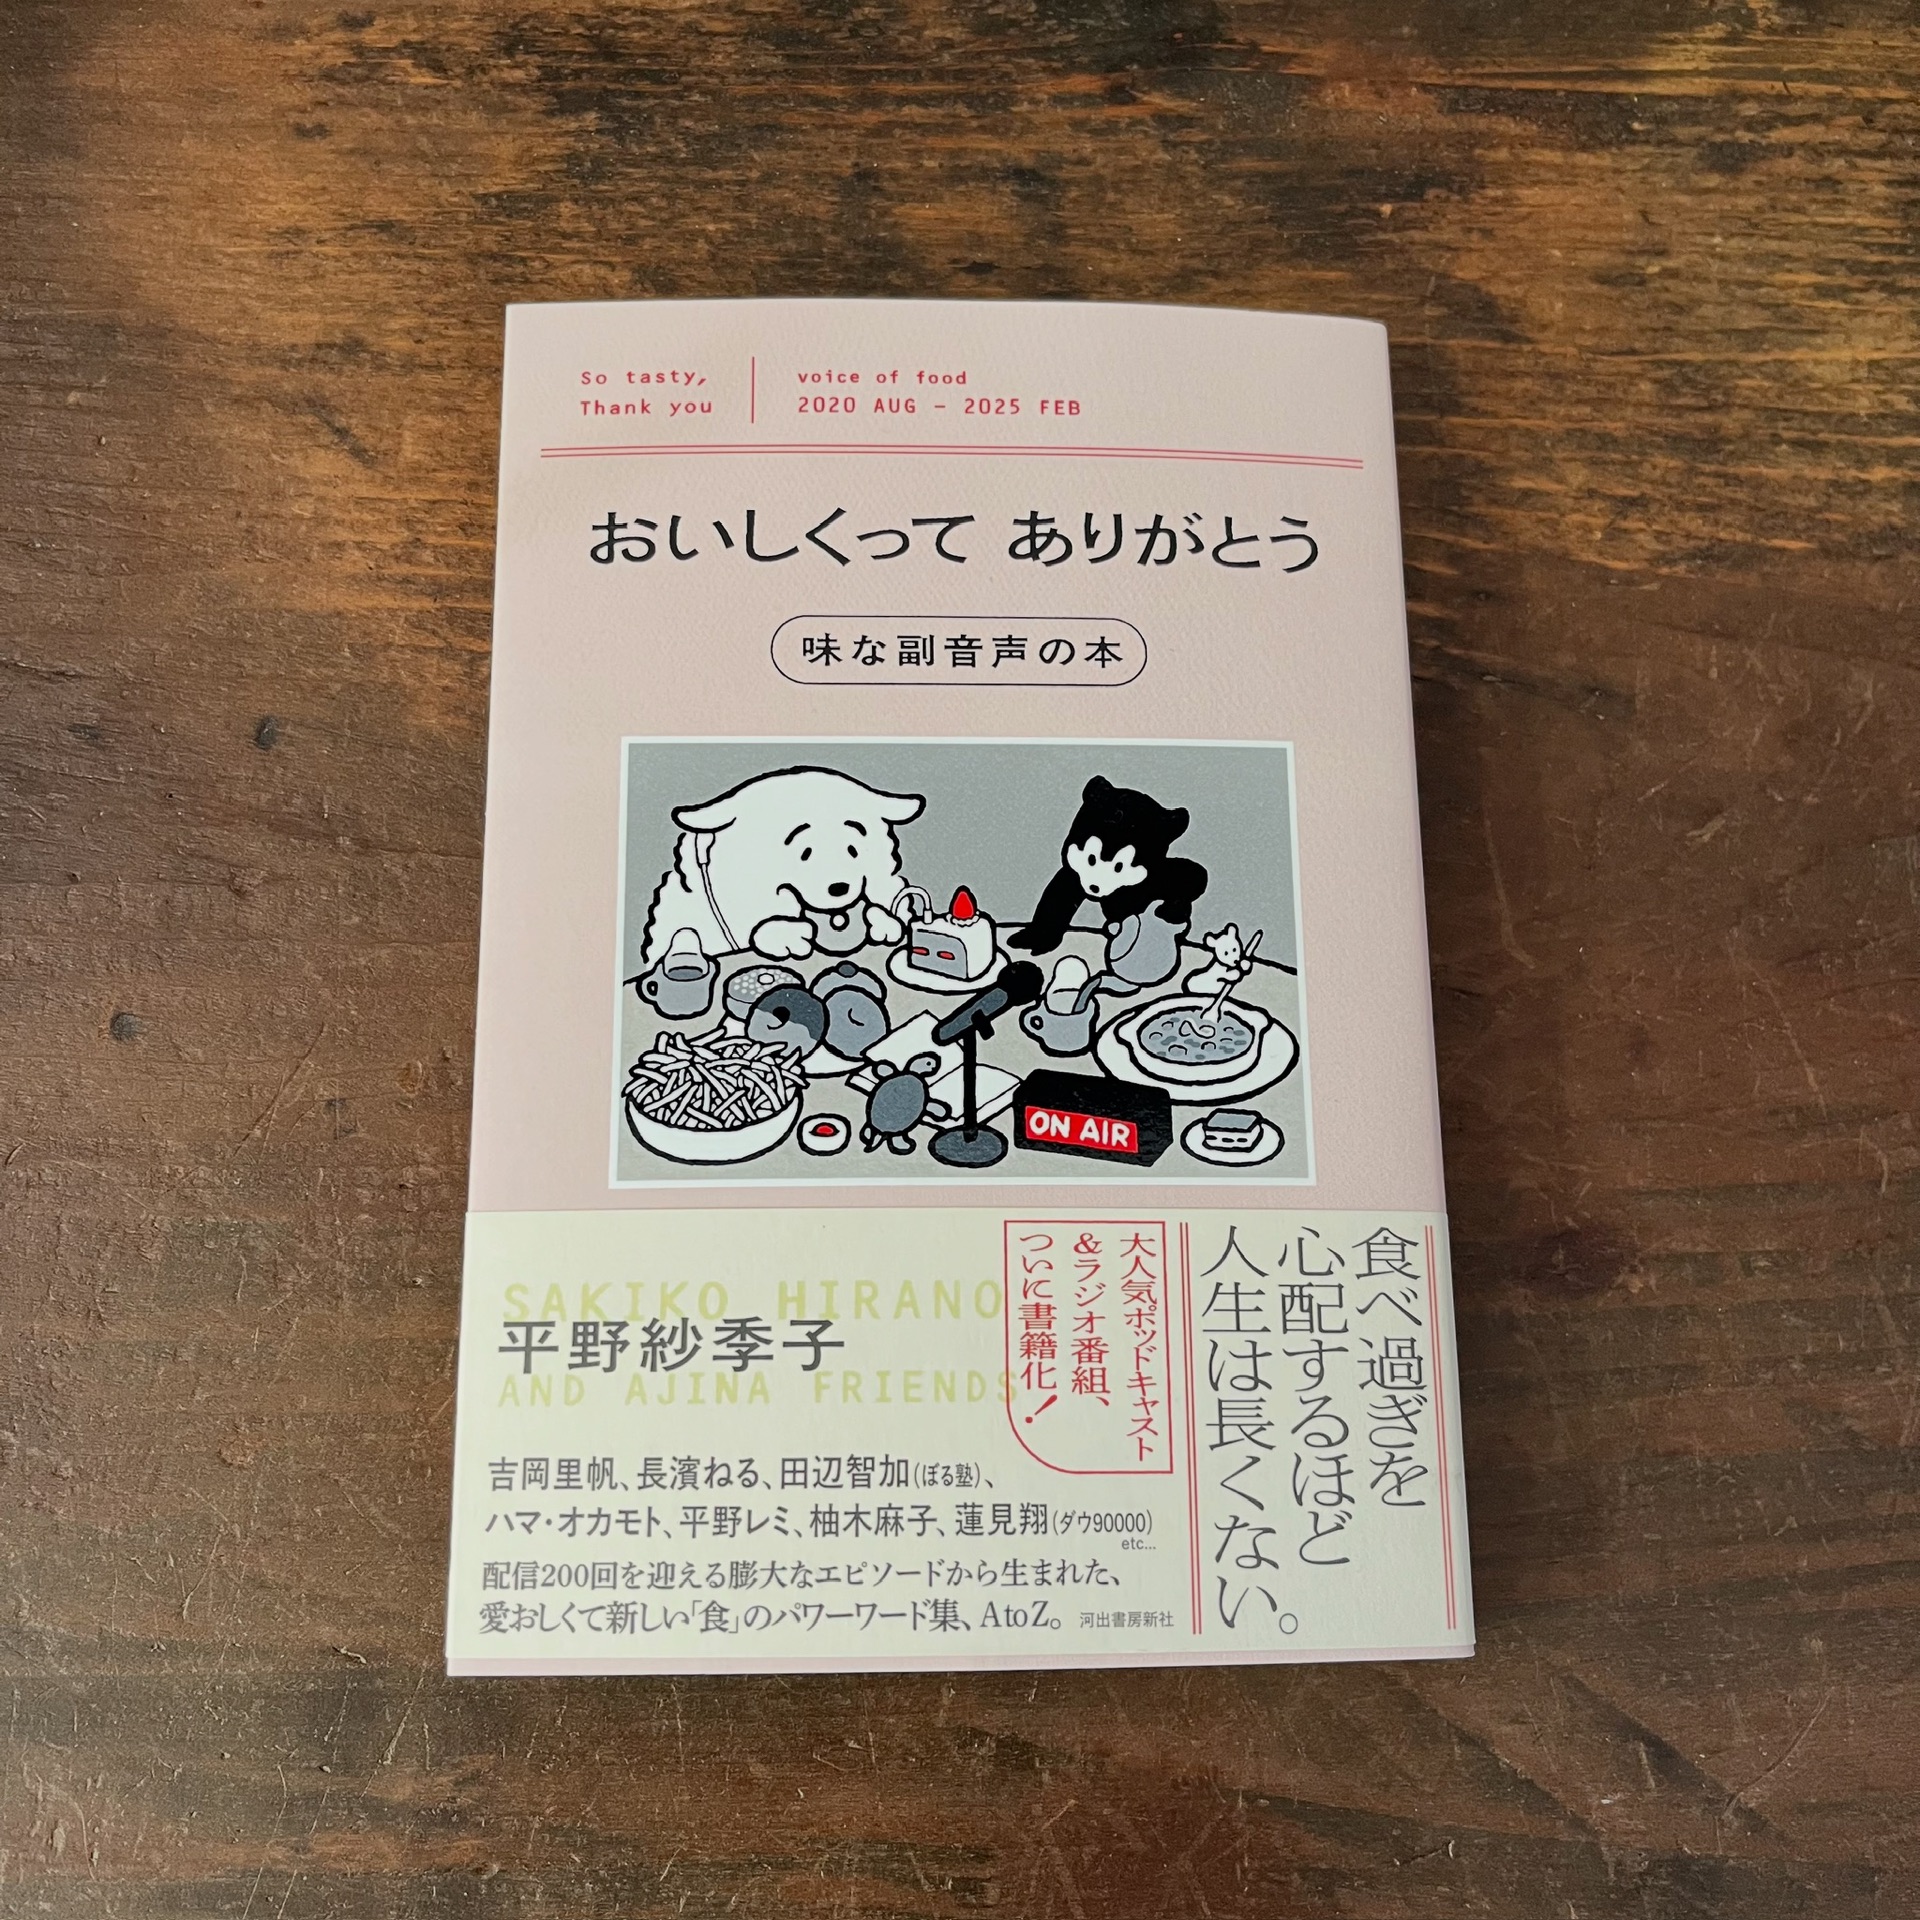 So tasty,
Thank you
voice of food
2020 AUG – 2025 FEB
おいしくって ありがとう
味な副音声の本
ON AIR
食べ過ぎを
心配するほど
人生は長くない。
大人気ポッドキャスト
&ラジオ番組、
ついに書籍化!
SAKIKO HIRANO
平野紗季子
AND AJINA FRIENDS
吉岡里帆、長濱ねる、田辺智加(ぼる塾)、
ハマ・オカモト、平野レミ、柚木麻子、蓮見翔(ダウ90000)
etc...
配信200回を迎える膨大なエピソードから生まれた、
愛おしくて新しい「食」のパワーワード集、A to Z。
河出書房新社